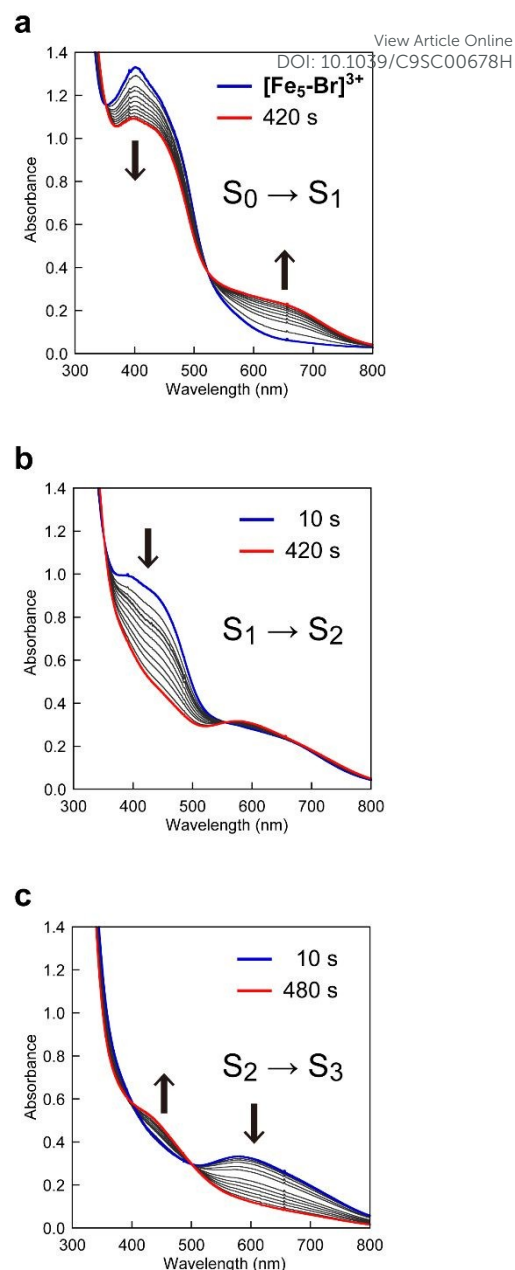 a
View Article Online
DOI: 10.1039/C9SC00678H
1.4
1.2
1.0
0.8
0.6
0.4
0.2
0.0
Absorbance
[Fe₅-Br]³⁺
420 s
S₀ → S₁
300 400 500 600 700 800
Wavelength (nm)
b
1.4
1.2
1.0
0.8
0.6
0.4
0.2
0.0
Absorbance
10 s
420 s
S₁ → S₂
300 400 500 600 700 800
Wavelength (nm)
c
1.4
1.2
1.0
0.8
0.6
0.4
0.2
0.0
Absorbance
10 s
480 s
S₂ → S₃
300 400 500 600 700 800
Wavelength (nm)